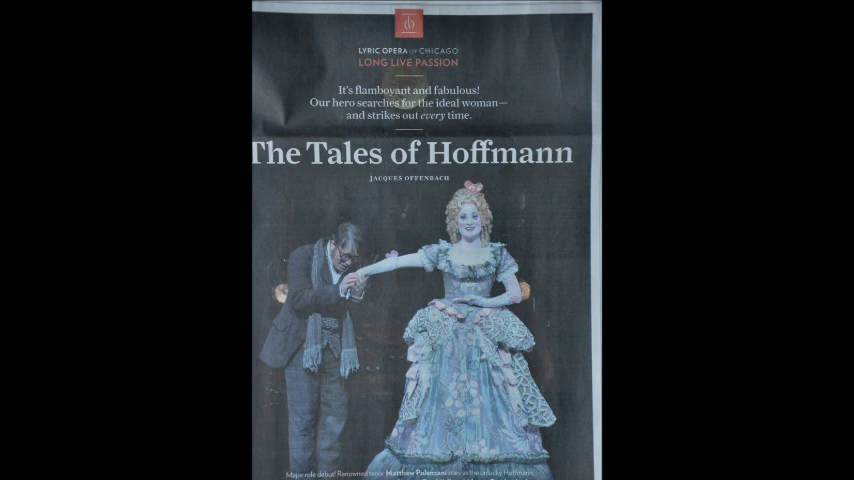 LYRIC OPERA OF CHICAGO
LONG LIVE PASSION
It's flamboyant and fabulous!
Our hero searches for the ideal woman—
and strikes out every time.
The Tales of Hoffmann
JACQUES OFFENBACH
Major role debut! Renowned tenor Matthew Polenzani stars as the unlucky Hoffmann,